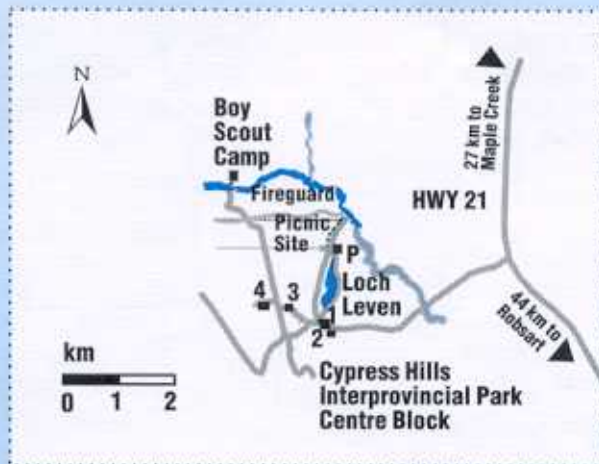 N
Boy
Scout
Camp
27 km to
Maple Creek
Fireguard
HWY 21
Picnic
Site
P
Loch
Leven
4
3
1
2
44 km to
Robsart
km
0 1 2
Cypress Hills
Interprovincial Park
Centre Block